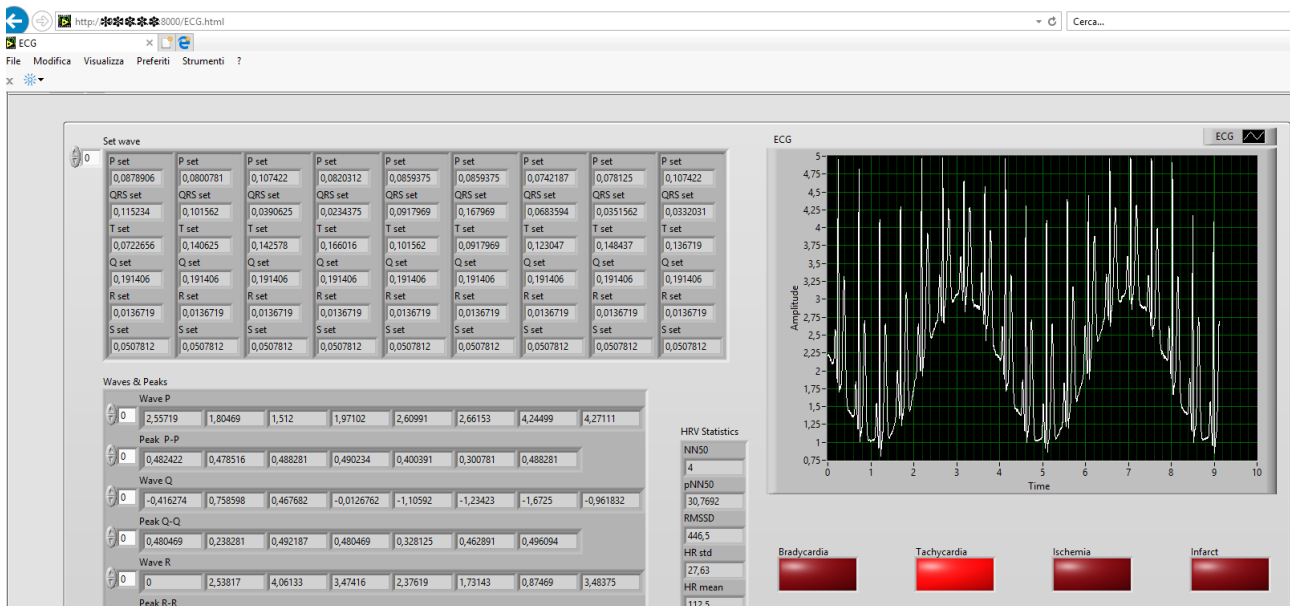 http://
:8000/ECG.html
Cerca...
ECG
File Modifica Visualizza Preferiti Strumenti ?
x
Set wave
0
P set P set P set P set P set P set P set P set P set
0,0878906 0,0800781 0,107422 0,0820312 0,0859375 0,0859375 0,0742187 0,078125 0,107422
QRS set QRS set QRS set QRS set QRS set QRS set QRS set QRS set QRS set
0,115234 0,101562 0,0390625 0,0234375 0,0917969 0,167969 0,0683594 0,0351562 0,0332031
T set T set T set T set T set T set T set T set T set
0,0722656 0,140625 0,142578 0,166016 0,101562 0,0917969 0,123047 0,148437 0,136719
Q set Q set Q set Q set Q set Q set Q set Q set Q set
0,191406 0,191406 0,191406 0,191406 0,191406 0,191406 0,191406 0,191406 0,191406
R set R set R set R set R set R set R set R set R set
0,0136719 0,0136719 0,0136719 0,0136719 0,0136719 0,0136719 0,0136719 0,0136719 0,0136719
S set S set S set S set S set S set S set S set S set
0,0507812 0,0507812 0,0507812 0,0507812 0,0507812 0,0507812 0,0507812 0,0507812 0,0507812
Waves & Peaks
Wave P
0 2,55719 1,80469 1,512 1,97102 2,60991 2,66153 4,24499 4,27111
Peak P-P
0 0,482422 0,478516 0,488281 0,490234 0,400391 0,300781 0,488281
Wave Q
0 -0,416274 0,758598 0,467682 -0,0126762 -1,10592 -1,23423 -1,6725 -0,961832
Peak Q-Q
0 0,480469 0,238281 0,492187 0,480469 0,328125 0,462891 0,496094
Wave R
0 0 2,53817 4,06133 3,47416 2,37619 1,73143 0,87469 3,48375
Peak R-R
HRV Statistics
NN50
4
pNN50
30,7692
RMSSD
446,5
HR std
27,63
HR mean
112,5
ECG
ECG
5
4,75
4,5
4,25
4
3,75
3,5
3,25
3
2,75
2,5
2,25
2
1,75
1,5
1,25
1
0,75
Amplitude
0 1 2 3 4 5 6 7 8 9 10
Time
Bradycardia Tachycardia Ischemia Infarct